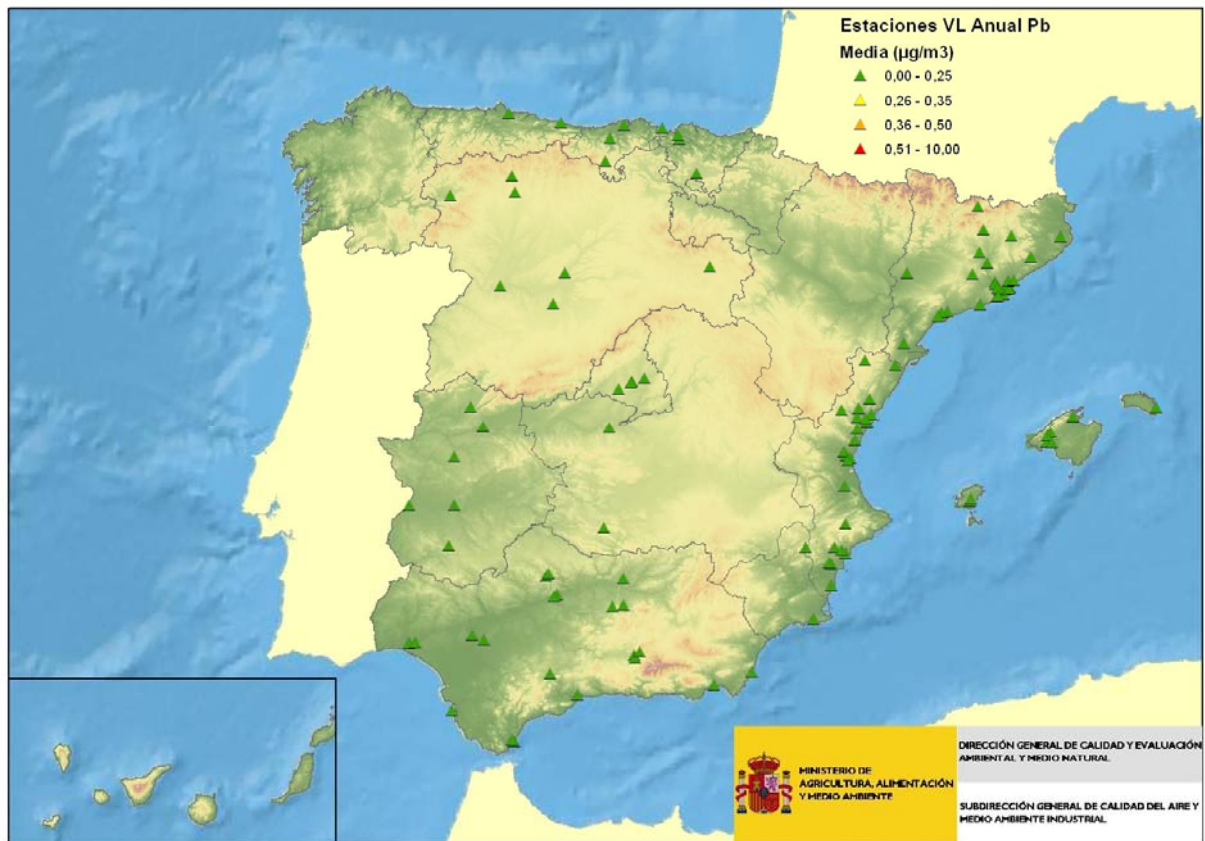 Estaciones VL Anual Pb
Media (µg/m3)
0,00 - 0,25
0,26 - 0,35
0,36 - 0,50
0,51 - 10,00
MINISTERIO DE
AGRICULTURA, ALIMENTACIÓN
Y MEDIO AMBIENTE
DIRECCIÓN GENERAL DE CALIDAD Y EVALUACIÓN
AMBIENTAL Y MEDIO NATURAL
SUBDIRECCIÓN GENERAL DE CALIDAD DEL AIRE Y
MEDIO AMBIENTE INDUSTRIAL